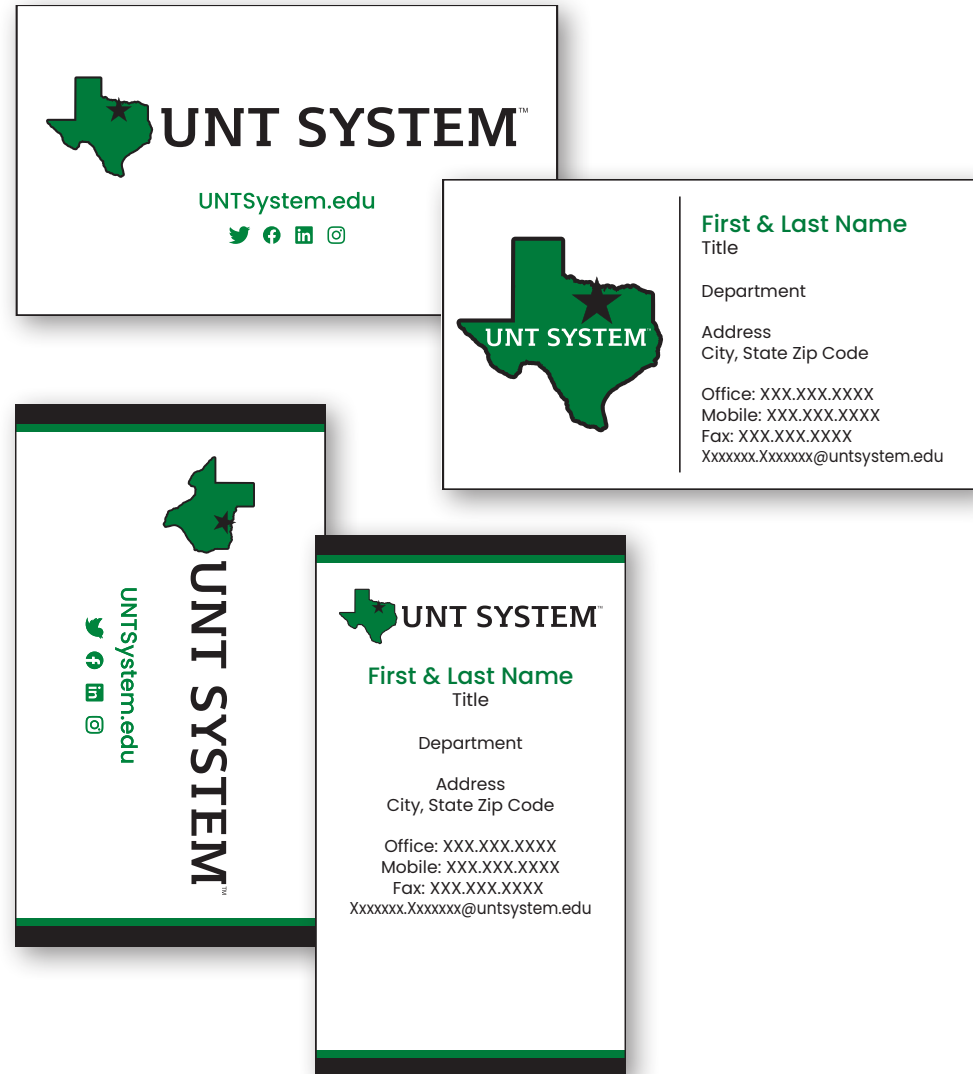 UNT SYSTEM™
UNTSystem.edu
UNT SYSTEM™
First & Last Name
Title
Department
Address
City, State Zip Code
Office: XXX.XXX.XXXX
Mobile: XXX.XXX.XXXX
Fax: XXX.XXX.XXXX
Xxxxxxx.Xxxxxxx@untsystem.edu
UNT SYSTEM™
UNTSystem.edu
UNT SYSTEM™
First & Last Name
Title
Department
Address
City, State Zip Code
Office: XXX.XXX.XXXX
Mobile: XXX.XXX.XXXX
Fax: XXX.XXX.XXXX
Xxxxxxx.Xxxxxxx@untsystem.edu